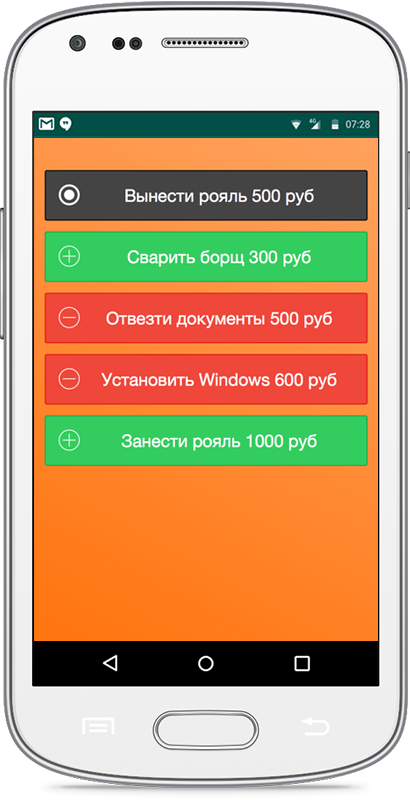 4G 07:28
Вынести рояль 500 руб
Сварить борщ 300 руб
Отвезти документы 500 руб
Установить Windows 600 руб
Занести рояль 1000 руб